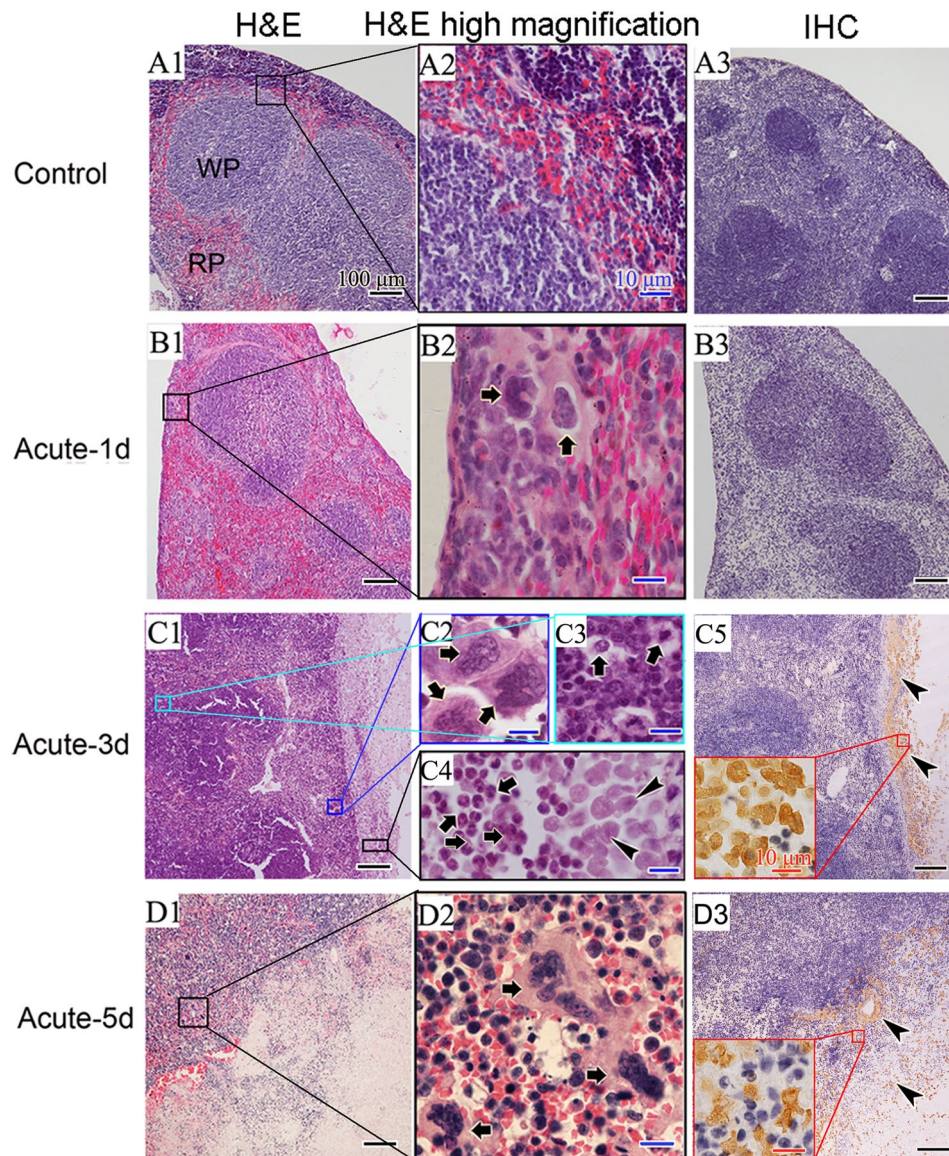 H&E H&E high magnification IHC
Control
A1
WP
RP
100 µm
A2
10 µm
A3
Acute-1d
B1
B2
B3
Acute-3d
C1
C2
C3
C4
C5
10 µm
Acute-5d
D1
D2
D3